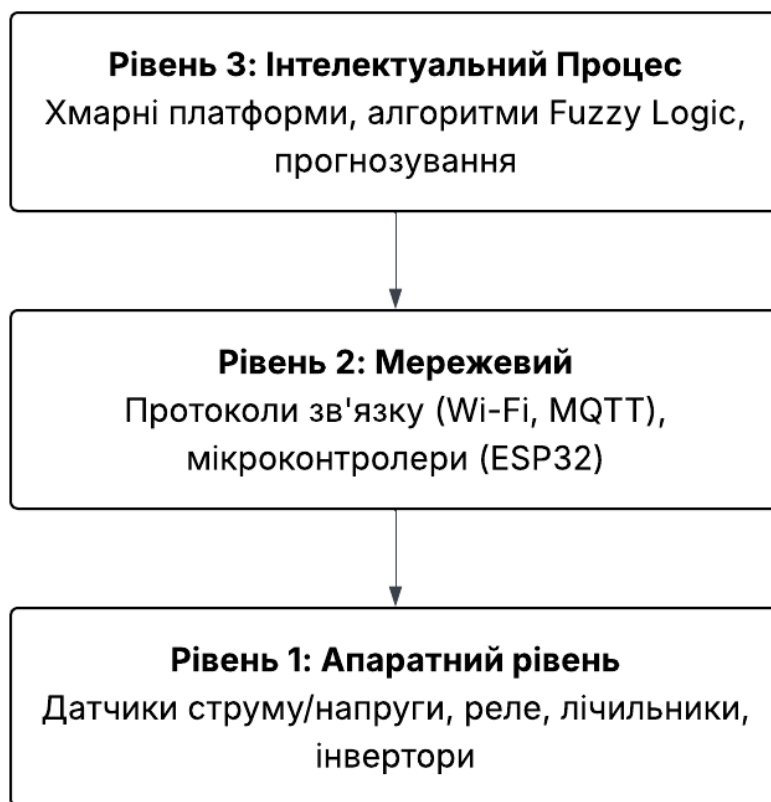 Рівень 3: Інтелектуальний Процес
Хмарні платформи, алгоритми Fuzzy Logic,
прогнозування
Рівень 2: Мережевий
Протоколи зв'язку (Wi-Fi, MQTT),
мікроконтролери (ESP32)
Рівень 1: Апаратний рівень
Датчики струму/напруги, реле, лічильники,
інвертори